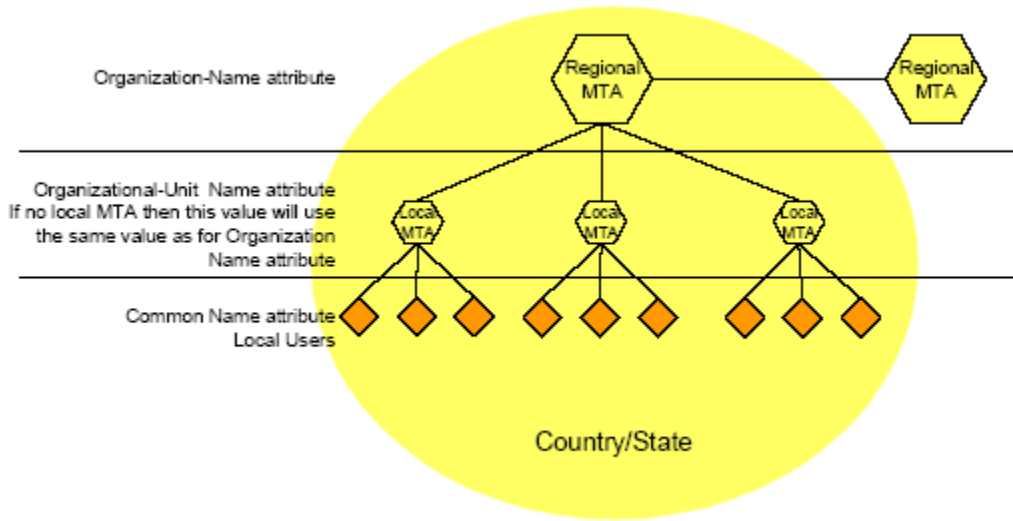 Organization-Name attribute
Regional
MTA
Regional
MTA
Organizational-Unit Name attribute
If no local MTA then this value will use
the same value as for Organization
Name attribute
Local
MTA
Local
MTA
Local
MTA
Common Name attribute
Local Users
Country/State